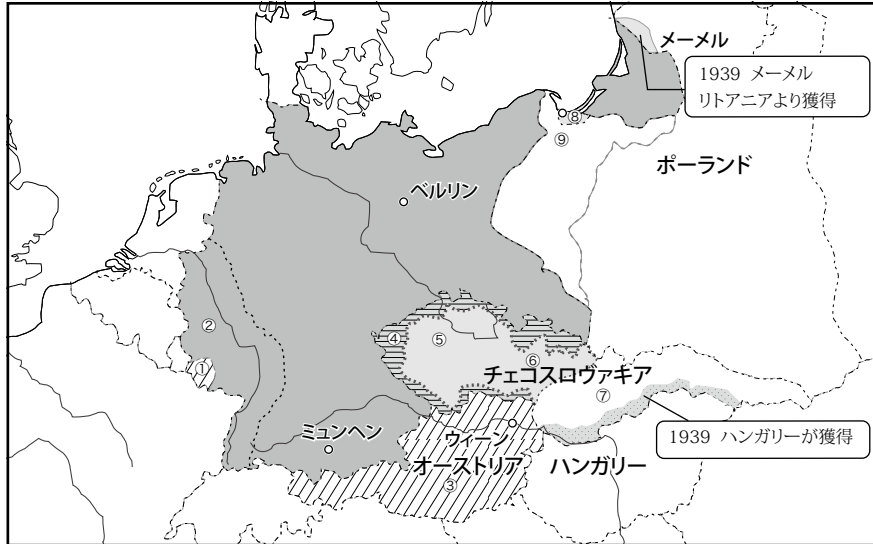 メーメル
1939 メーメル
リトアニアより獲得
⑧
⑨
ポーランド
ベルリン
②
①
④
⑤
⑥
チェコスロヴァキア
⑦
ミュンヘン
ウィーン
オーストリア
ハンガリー
1939 ハンガリーが獲得
③